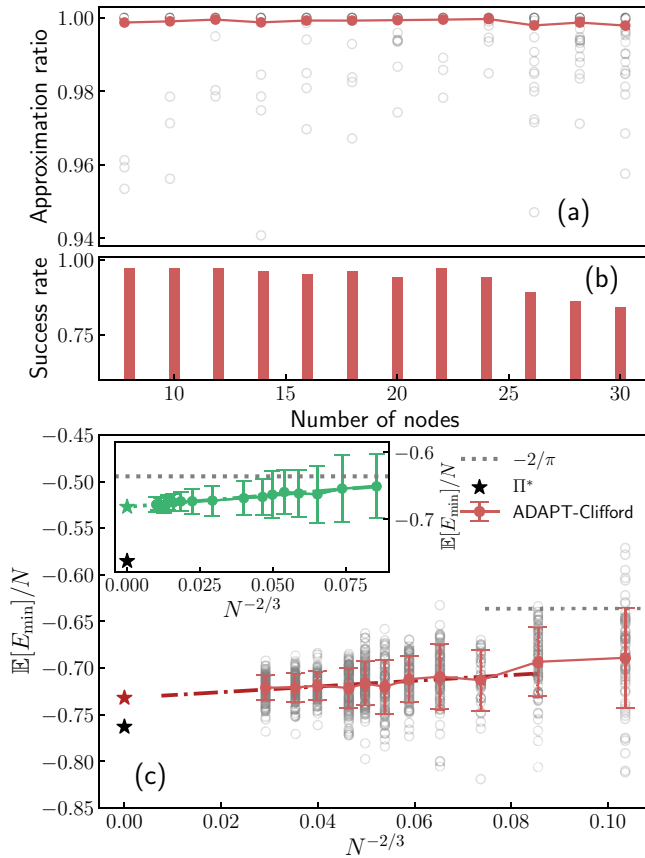 1.00
0.98
0.96
0.94
Approximation ratio
(a)
1.00
0.75
Success rate
(b)
10
15
20
25
30
Number of nodes
−0.45
−0.50
−0.55
−0.60
−0.65
−0.70
−0.75
−0.80
−0.85
𝔼[E_min]/N
−0.6
−0.7
𝔼[E_min]/N
0.000
0.025
0.050
0.075
N^{−2/3}
−2/π
Π*
ADAPT-Clifford
(c)
0.00
0.02
0.04
0.06
0.08
0.10
N^{−2/3}